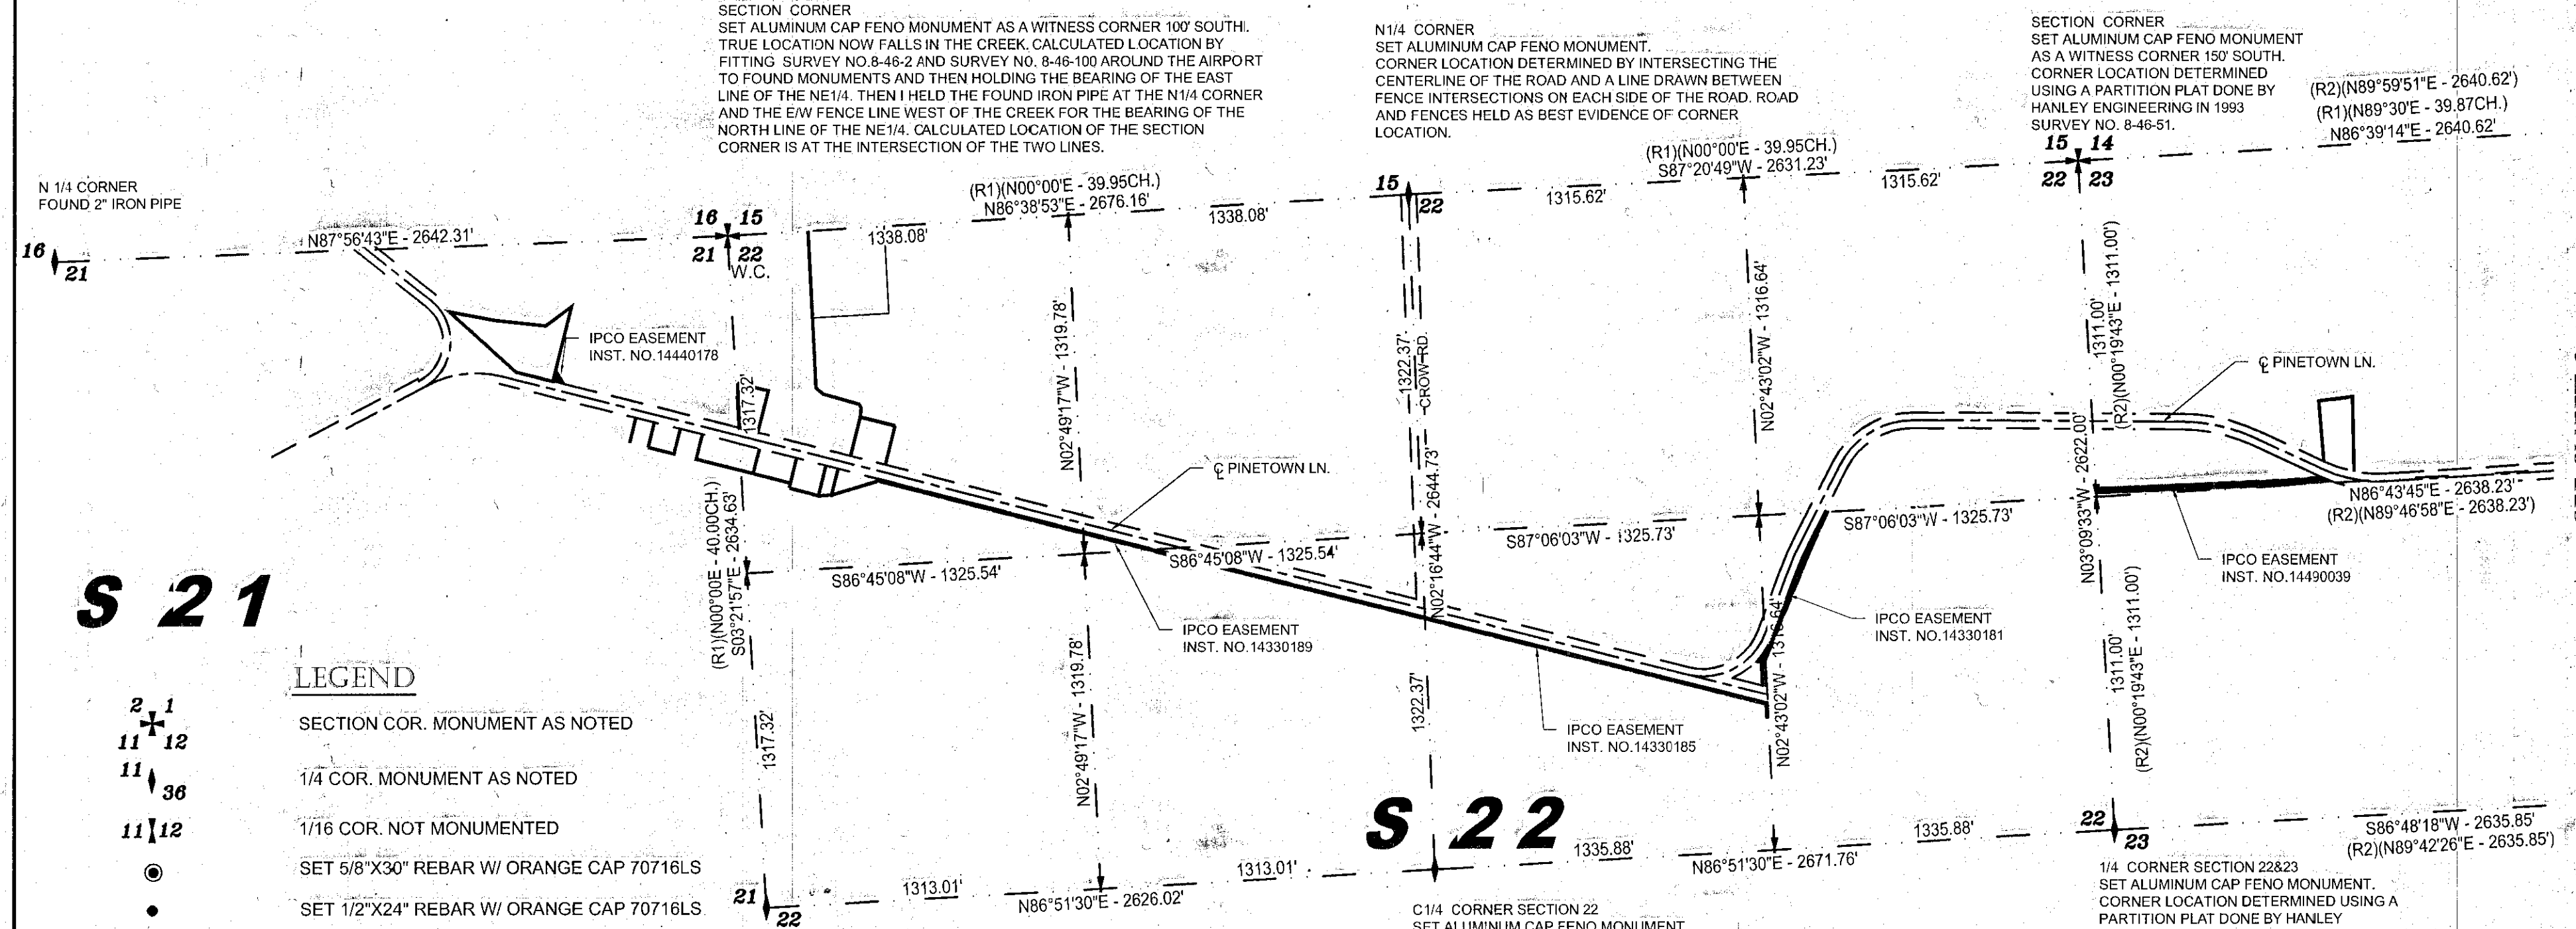 SECTION CORNER
SET ALUMINUM CAP FENO MONUMENT AS A WITNESS CORNER 100' SOUTH.
TRUE LOCATION NOW FALLS IN THE CREEK. CALCULATED LOCATION BY
FITTING SURVEY NO.8-46-2 AND SURVEY NO. 8-46-100 AROUND THE AIRPORT
TO FOUND MONUMENTS AND THEN HOLDING THE BEARING OF THE EAST
LINE OF THE NE1/4. THEN I HELD THE FOUND IRON PIPE AT THE N1/4 CORNER
AND THE E/W FENCE LINE WEST OF THE CREEK FOR THE BEARING OF THE
NORTH LINE OF THE NE1/4. CALCULATED LOCATION OF THE SECTION
CORNER IS AT THE INTERSECTION OF THE TWO LINES.
N1/4 CORNER
SET ALUMINUM CAP FENO MONUMENT.
CORNER LOCATION DETERMINED BY INTERSECTING THE
CENTERLINE OF THE ROAD AND A LINE DRAWN BETWEEN
FENCE INTERSECTIONS ON EACH SIDE OF THE ROAD. ROAD
AND FENCES HELD AS BEST EVIDENCE OF CORNER
LOCATION.
SECTION CORNER
SET ALUMINUM CAP FENO MONUMENT
AS A WITNESS CORNER 150' SOUTH.
CORNER LOCATION DETERMINED
USING A PARTITION PLAT DONE BY
HANLEY ENGINEERING IN 1993
SURVEY NO. 8-46-51.
(R2)(N89°59'51"E - 2640.62')
(R1)(N89°30'E - 39.87CH.)
N86°39'14"E - 2640.62'
N 1/4 CORNER
FOUND 2" IRON PIPE
16
21
N87°56'43"E - 2642.31'
16 15
21 22
W.C.
(R1)(N00°00'E - 39.95CH.)
N86°38'53"E - 2676.16'
1338.08'
1338.08'
15
22
1315.62'
(R1)(N00°00'E - 39.95CH.)
S87°20'49"W - 2631.23'
1315.62'
15 14
22 23
IPCO EASEMENT
INST. NO.14440178
1317.32'
N02°49'17"W - 1319.78'
1322.37'
CROW RD.
N02°43'02"W - 1316.64'
1311.00'
(R2)(N00°19'43"E - 1311.00')
℄ PINETOWN LN.
℄ PINETOWN LN.
(R1)(N00°00'00E - 40.00CH.)
S03°21'57"E - 2634.63'
S86°45'08"W - 1325.54'
S86°45'08"W - 1325.54'
N02°16'44"W - 2644.73'
S87°06'03"W - 1325.73'
S87°06'03"W - 1325.73'
N03°09'33"W - 2622.00'
N86°43'45"E - 2638.23'
(R2)(N89°46'58"E - 2638.23')
IPCO EASEMENT
INST. NO.14490039
S 21
IPCO EASEMENT
INST. NO.14330189
IPCO EASEMENT
INST. NO.14330181
IPCO EASEMENT
INST. NO.14330185
1317.32'
N02°49'17"W - 1319.78'
1322.37'
N02°43'02"W - 1316.64'
1311.00'
(R2)(N00°19'43"E - 1311.00')
LEGEND
2 1
11 12
SECTION COR. MONUMENT AS NOTED
11
36
1/4 COR. MONUMENT AS NOTED
11 12
1/16 COR. NOT MONUMENTED
SET 5/8"X30" REBAR W/ ORANGE CAP 70716LS
SET 1/2"X24" REBAR W/ ORANGE CAP 70716LS
S 22
21
22
1313.01'
N86°51'30"E - 2626.02'
1313.01'
1335.88'
N86°51'30"E - 2671.76'
1335.88'
22
23
S86°48'18"W - 2635.85'
(R2)(N89°42'26"E - 2635.85')
C1/4 CORNER SECTION 22
SET ALUMINUM CAP FENO MONUMENT
1/4 CORNER SECTION 22&23
SET ALUMINUM CAP FENO MONUMENT.
CORNER LOCATION DETERMINED USING A
PARTITION PLAT DONE BY HANLEY